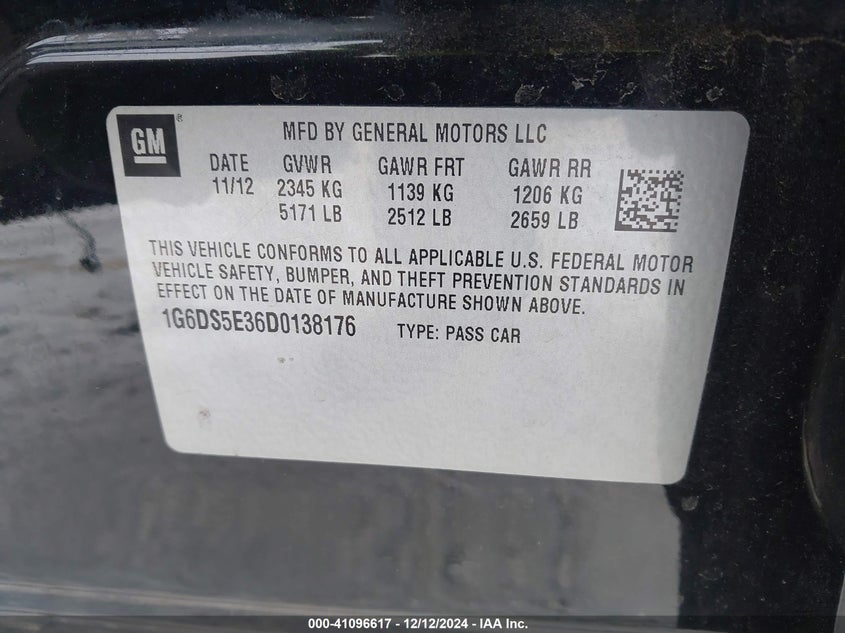 GM®
MFD BY GENERAL MOTORS LLC
DATE GVWR GAWR FRT GAWR RR
11/12 2345 KG 1139 KG 1206 KG
5171 LB 2512 LB 2659 LB
THIS VEHICLE CONFORMS TO ALL APPLICABLE U.S. FEDERAL MOTOR
VEHICLE SAFETY, BUMPER, AND THEFT PREVENTION STANDARDS IN
EFFECT ON THE DATE OF MANUFACTURE SHOWN ABOVE.
1G6DS5E36D0138176 TYPE: PASS CAR
000-41096617 - 12/12/2024 - IAA Inc.